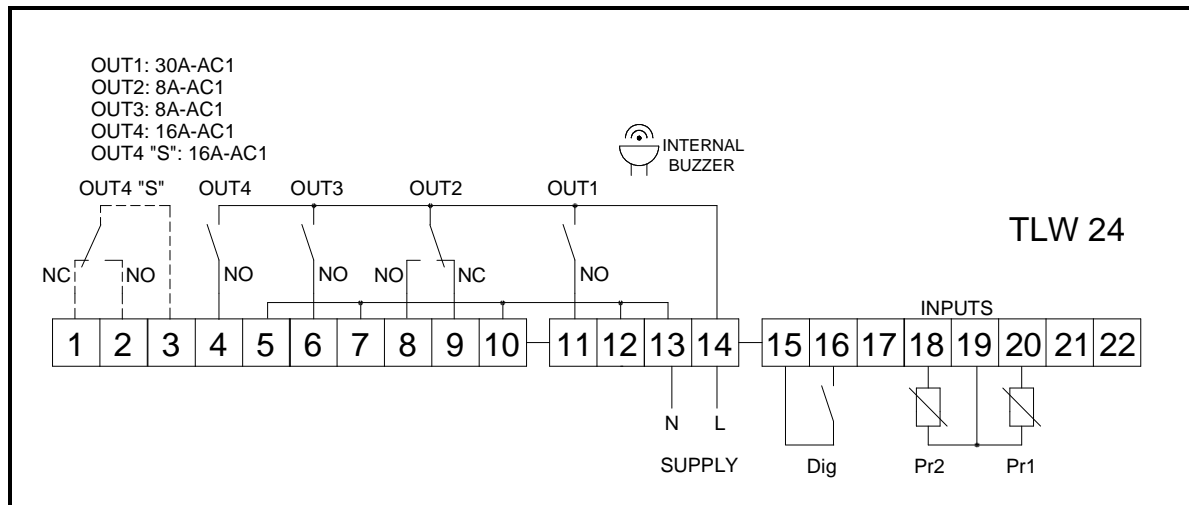 OUT1: 30A-AC1
OUT2: 8A-AC1
OUT3: 8A-AC1
OUT4: 16A-AC1
OUT4 "S": 16A-AC1
INTERNAL
BUZZER
OUT4 "S" OUT4 OUT3 OUT2 OUT1
TLW 24
NC NO NO NO NO NC NO
INPUTS
1 2 3 4 5 6 7 8 9 10 11 12 13 14 15 16 17 18 19 20 21 22
N L
SUPPLY Dig Pr2 Pr1